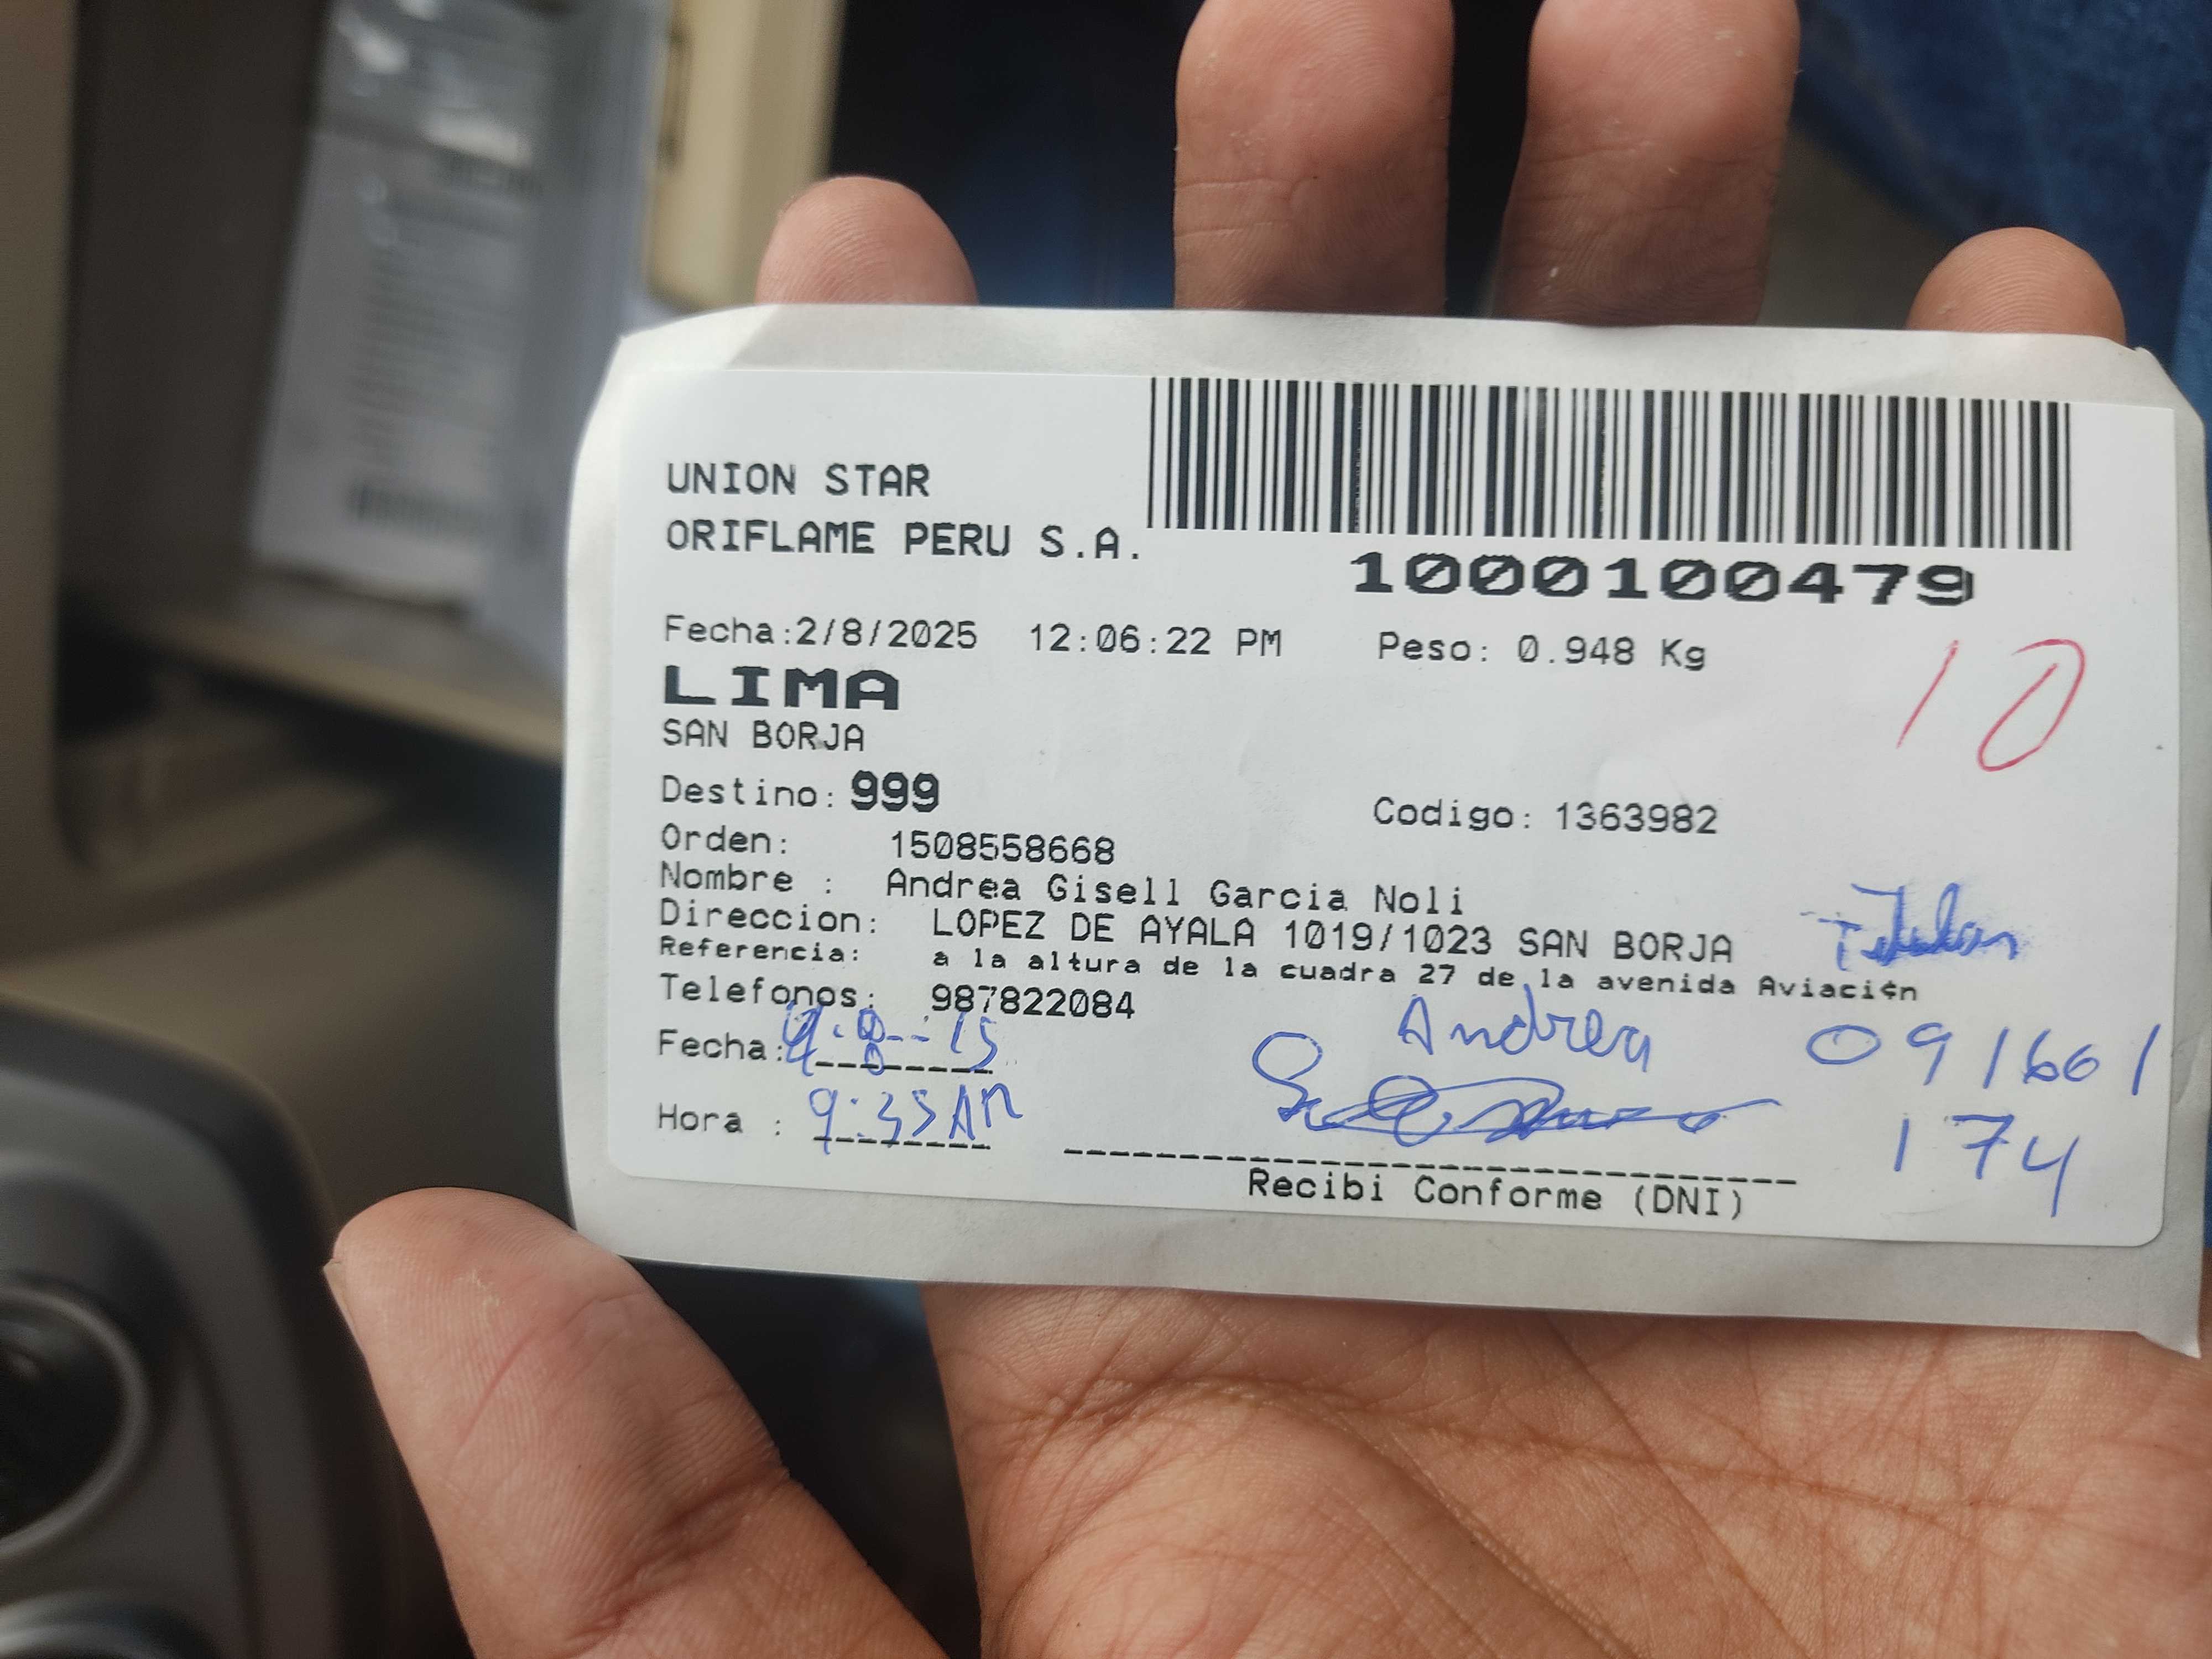 UNION STAR
ORIFLAME PERU S.A.
1000100479
Fecha:2/8/2025 12:06:22 PM Peso: 0.948 Kg
10
LIMA
SAN BORJA
Destino: 999 Codigo: 1363982
Orden: 1508558668
Nombre : Andrea Gisell Garcia Noli
Direccion: LOPEZ DE AYALA 1019/1023 SAN BORJA
Referencia: a la altura de la cuadra 27 de la avenida Aviaci¢n
Telefonos: 987822084
Andrea 091661
Fecha:
Hora : 9:35 AM 174
Recibi Conforme (DNI)